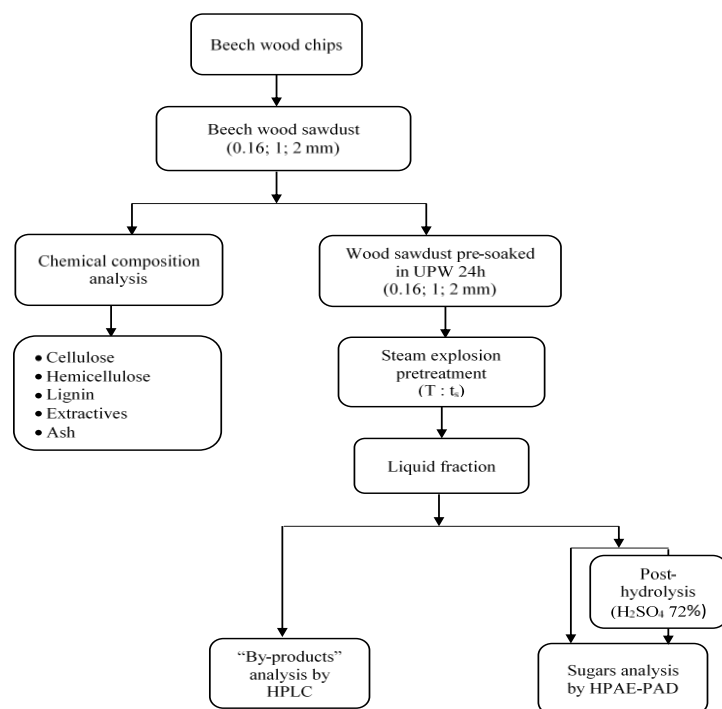 Beech wood chips
Beech wood sawdust
(0.16; 1; 2 mm)
Chemical composition
analysis
Wood sawdust pre-soaked
in UPW 24h
(0.16; 1; 2 mm)
• Cellulose
• Hemicellulose
• Lignin
• Extractives
• Ash
Steam explosion
pretreatment
(T : tₛ)
Liquid fraction
Post-
hydrolysis
(H₂SO₄ 72%)
“By-products”
analysis by
HPLC
Sugars analysis
by HPAE-PAD